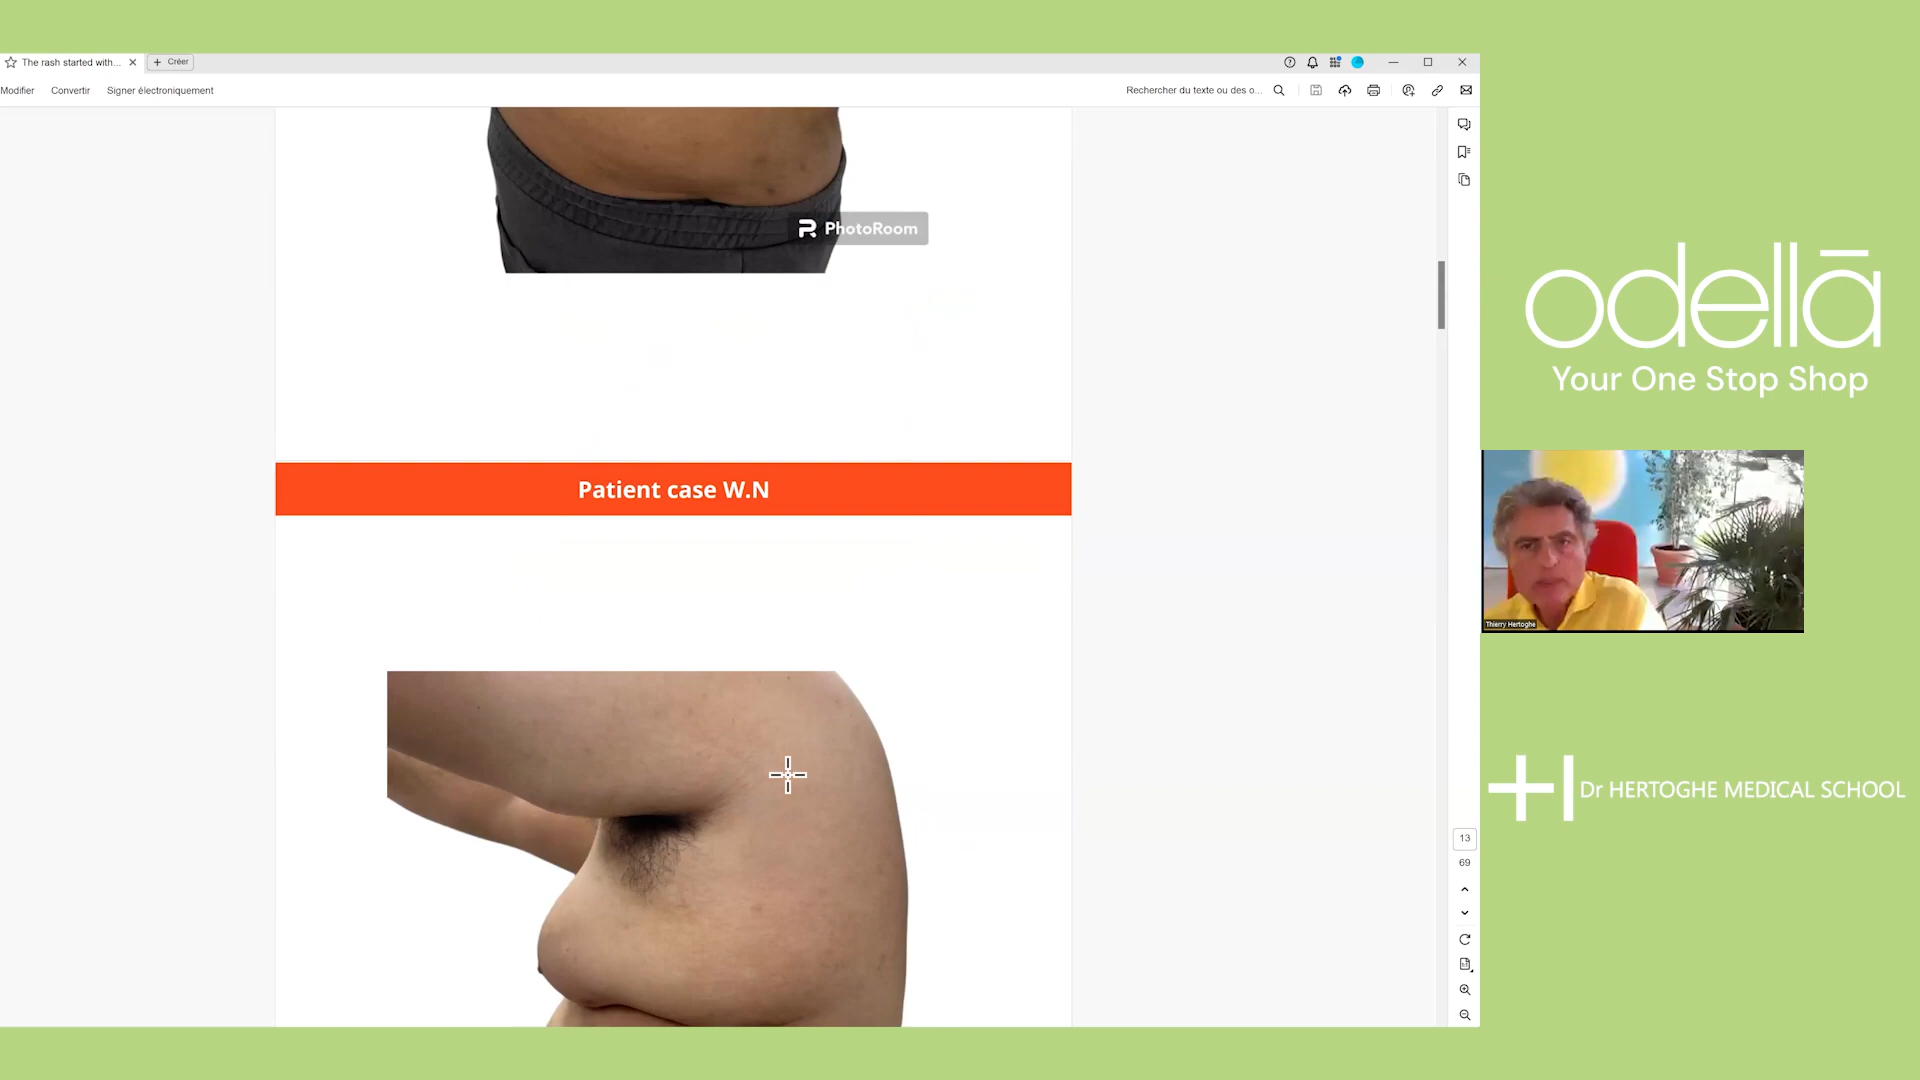 The rash started with...
Créer
Modifier
Convertir
Signer électroniquement
Rechercher du texte ou des o...
PhotoRoom
Patient case W.N
odellā
Your One Stop Shop
Thierry Hertoghe
Dr HERTOGHE MEDICAL SCHOOL
13
69